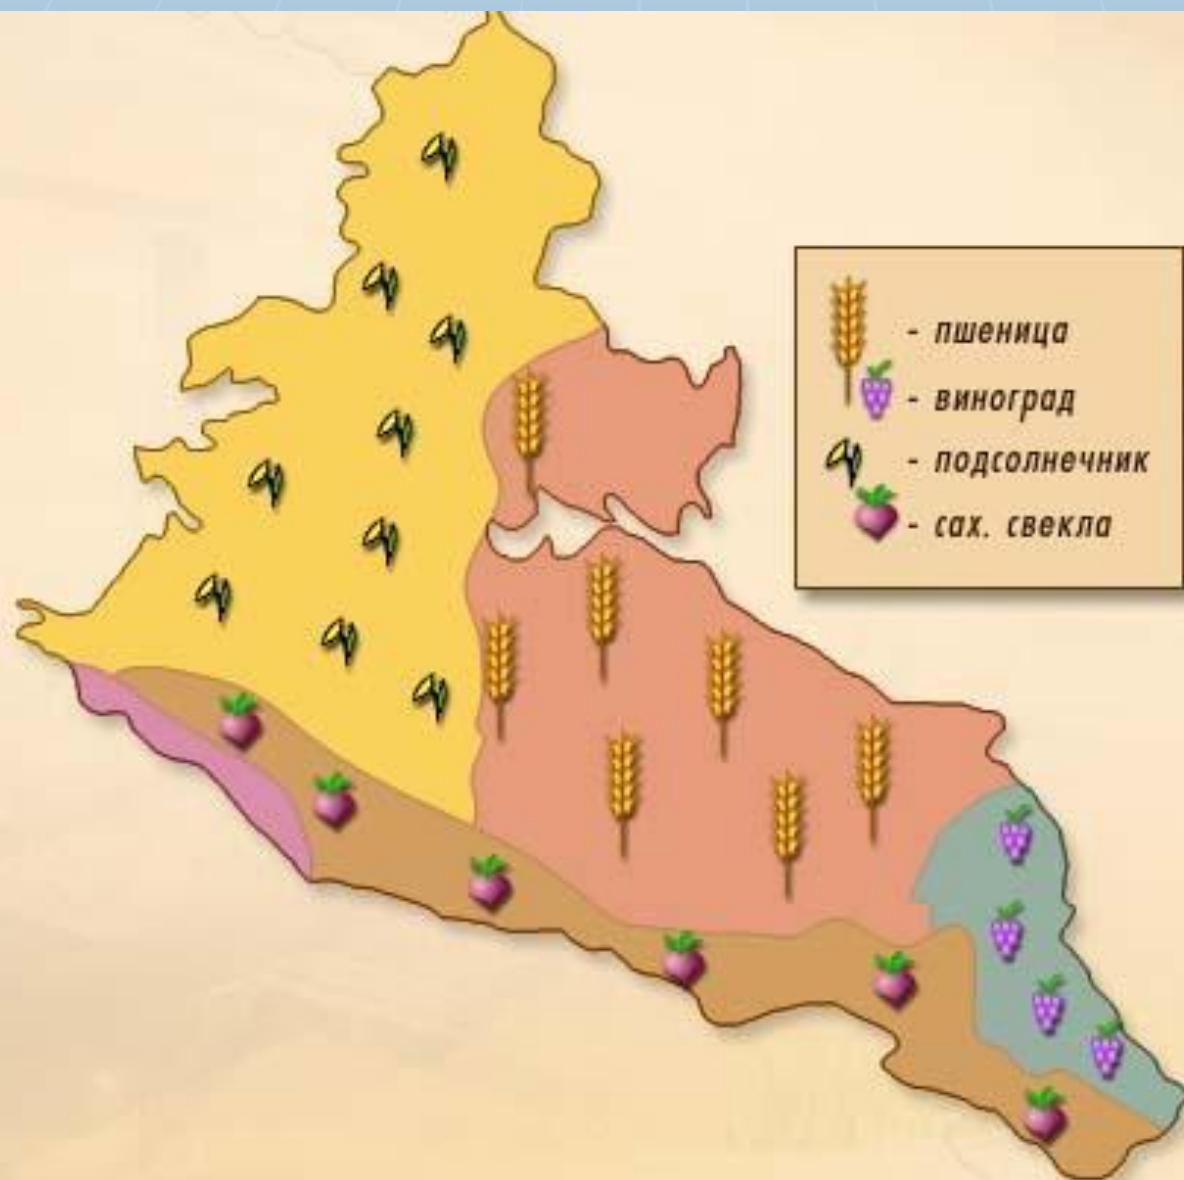 - пшеница
- виноград
- подсолнечник
- сах. свекла